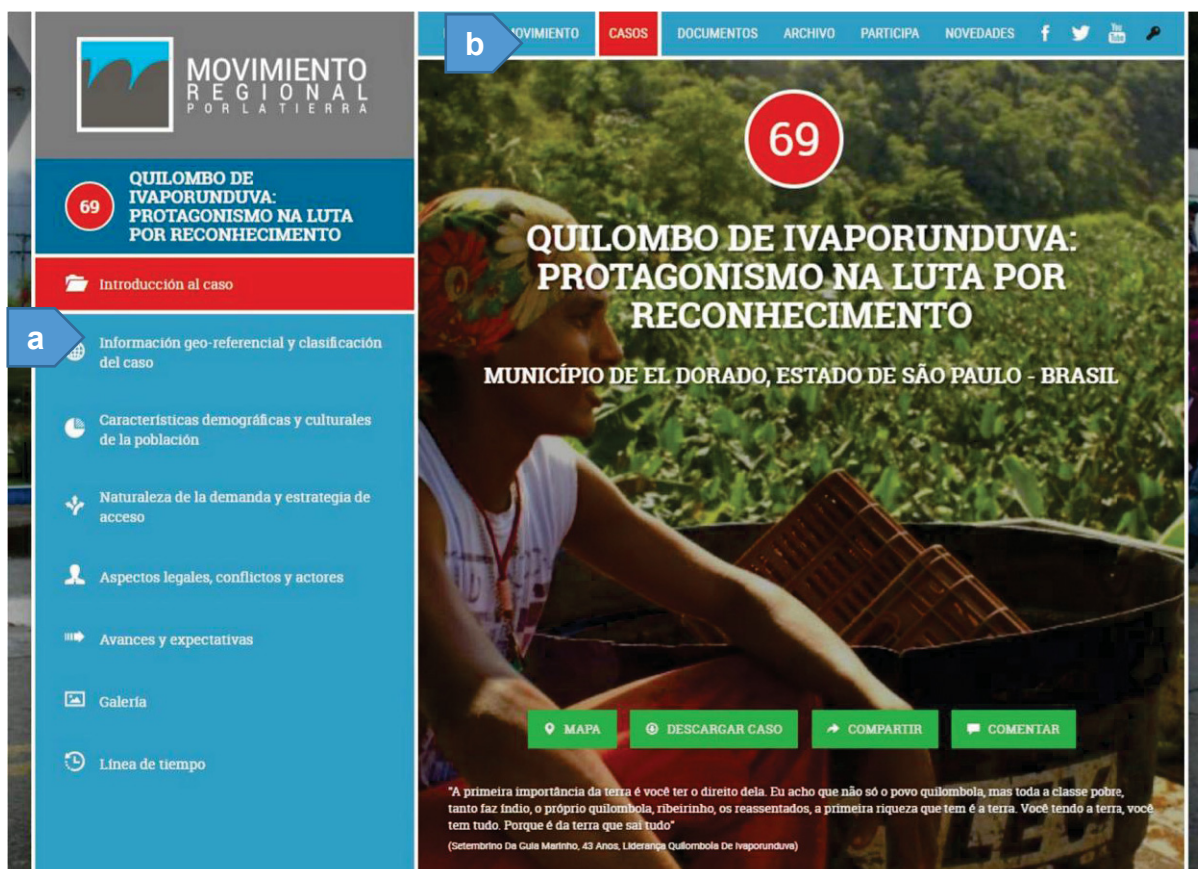 MOVIMIENTO
REGIONAL
POR LA TIERRA
69
QUILOMBO DE
IVAPORUNDUVA:
PROTAGONISMO NA LUTA
POR RECONHECIMENTO
Introducción al caso
a
Información geo-referencial y clasificación
del caso
Características demográficas y culturales
de la población
Naturaleza de la demanda y estrategia de
acceso
Aspectos legales, conflictos y actores
Avances y expectativas
Galería
Línea de tiempo
b
MOVIMIENTO CASOS DOCUMENTOS ARCHIVO PARTICIPA NOVEDADES f You Tube
69
QUILOMBO DE IVAPORUNDUVA:
PROTAGONISMO NA LUTA POR
RECONHECIMENTO
MUNICÍPIO DE EL DORADO, ESTADO DE SÃO PAULO - BRASIL
MAPA DESCARGAR CASO COMPARTIR COMENTAR
"A primeira importância da terra é você ter o direito dela. Eu acho que não só o povo quilombola, mas toda a classe pobre,
tanto faz índio, o próprio quilombola, ribeirinho, os reassentados, a primeira riqueza que tem é a terra. Você tendo a terra, você
tem tudo. Porque é da terra que sai tudo"
(Setembrino Da Guia Marinho, 43 Anos, Liderança Quilombola De Ivaporunduva)